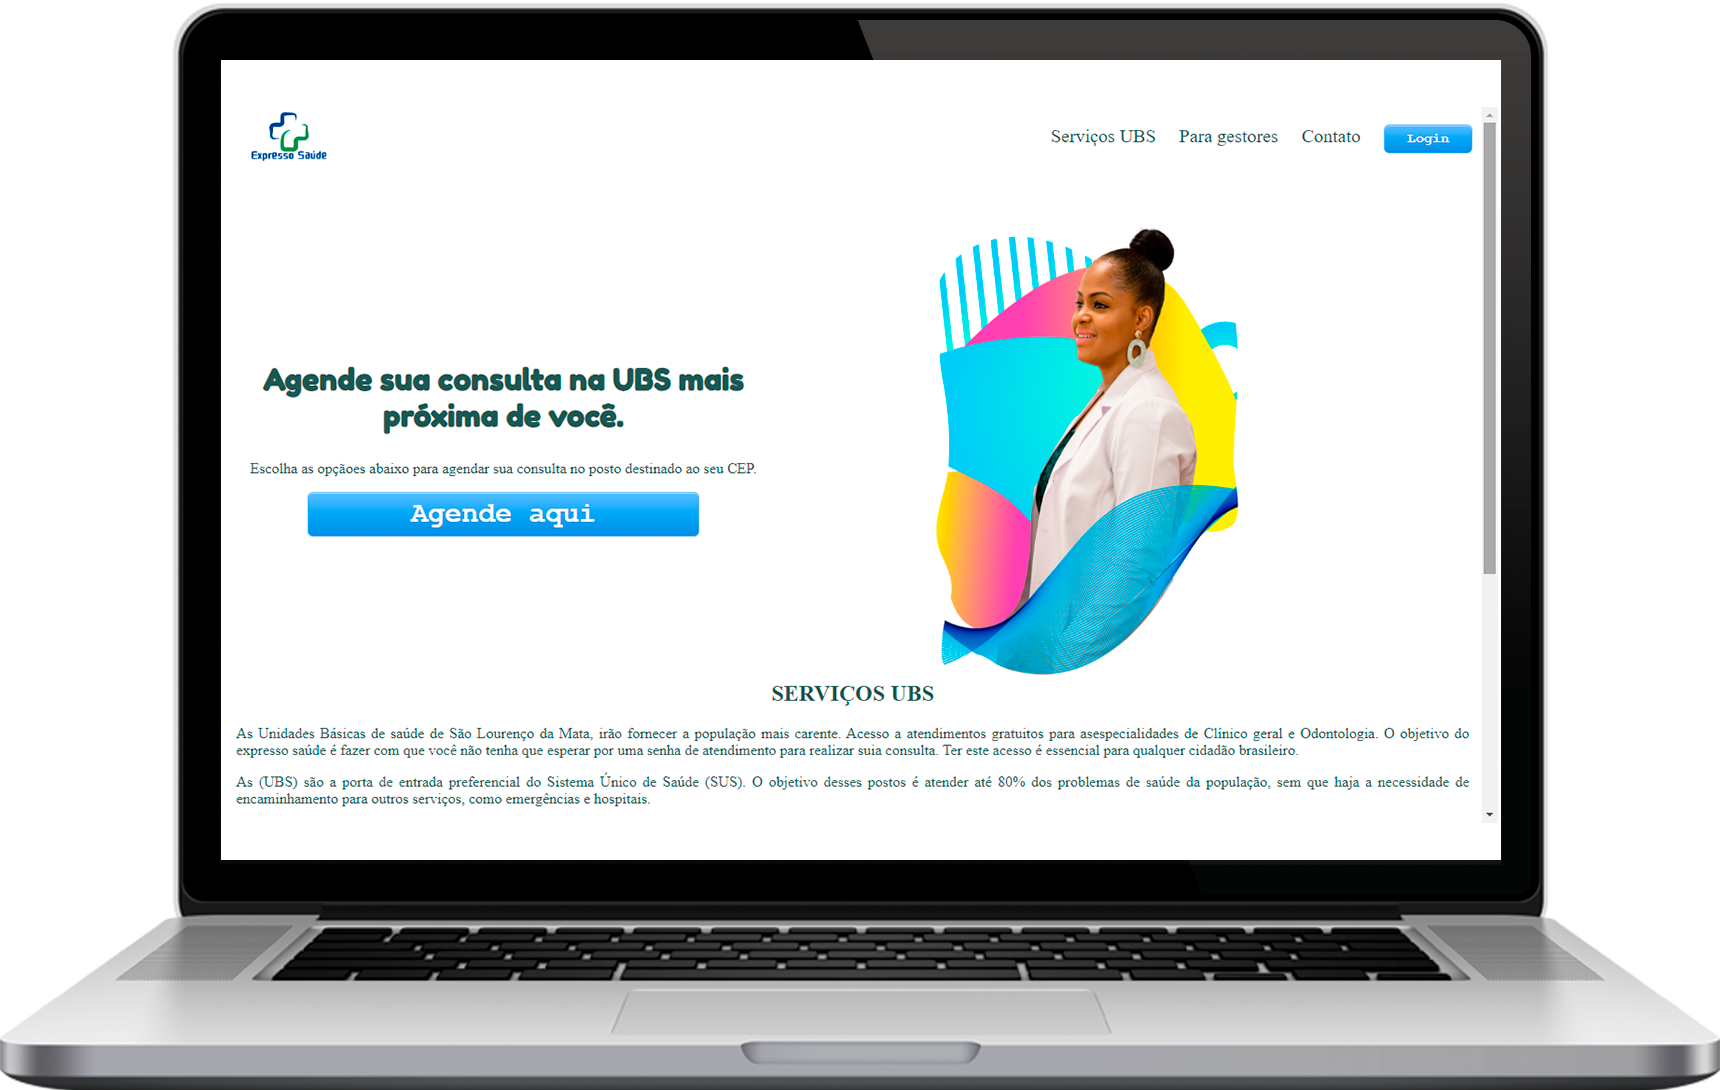 Expresso Saúde
Serviços UBS Para gestores Contato Login
Agende sua consulta na UBS mais
próxima de você.
Escolha as opçãoes abaixo para agendar sua consulta no posto destinado ao seu CEP.
Agende aqui
SERVIÇOS UBS
As Unidades Básicas de saúde de São Lourenço da Mata, irão fornecer a população mais carente. Acesso a atendimentos gratuitos para asespecialidades de Clínico geral e Odontologia. O objetivo do
expresso saúde é fazer com que você não tenha que esperar por uma senha de atendimento para realizar suia consulta. Ter este acesso é essencial para qualquer cidadão brasileiro.
As (UBS) são a porta de entrada preferencial do Sistema Único de Saúde (SUS). O objetivo desses postos é atender até 80% dos problemas de saúde da população, sem que haja a necessidade de
encaminhamento para outros serviços, como emergências e hospitais.